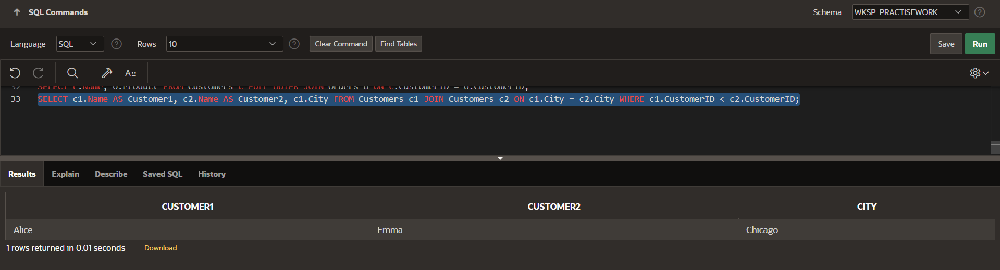 SQL Commands
Schema WKSP_PRACTISEWORK ?
Language SQL ? Rows 10 ? Clear Command Find Tables Save Run
A::
32 SELECT c.Name, o.Product FROM Customers c FULL OUTER JOIN Orders o ON c.CustomerID = o.CustomerID;
33 SELECT c1.Name AS Customer1, c2.Name AS Customer2, c1.City FROM Customers c1 JOIN Customers c2 ON c1.City = c2.City WHERE c1.CustomerID < c2.CustomerID;
Results Explain Describe Saved SQL History
CUSTOMER1 CUSTOMER2 CITY
Alice Emma Chicago
1 rows returned in 0.01 seconds Download